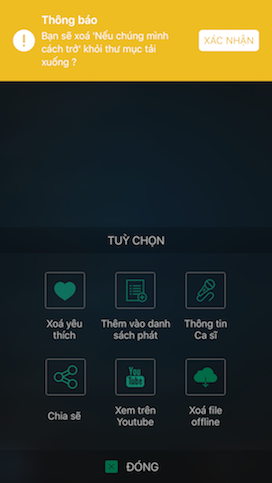 Thông báo
Bạn sẽ xoá 'Nếu chúng mình
cách trở' khỏi thư mục tải
xuống ?
XÁC NHẬN
TUỲ CHỌN
Xoá yêu
thích
Thêm vào danh
sách phát
Thông tin
Ca sĩ
You
Tube
Chia sẽ
Xem trên
Youtube
Xoá file
offline
ĐÓNG